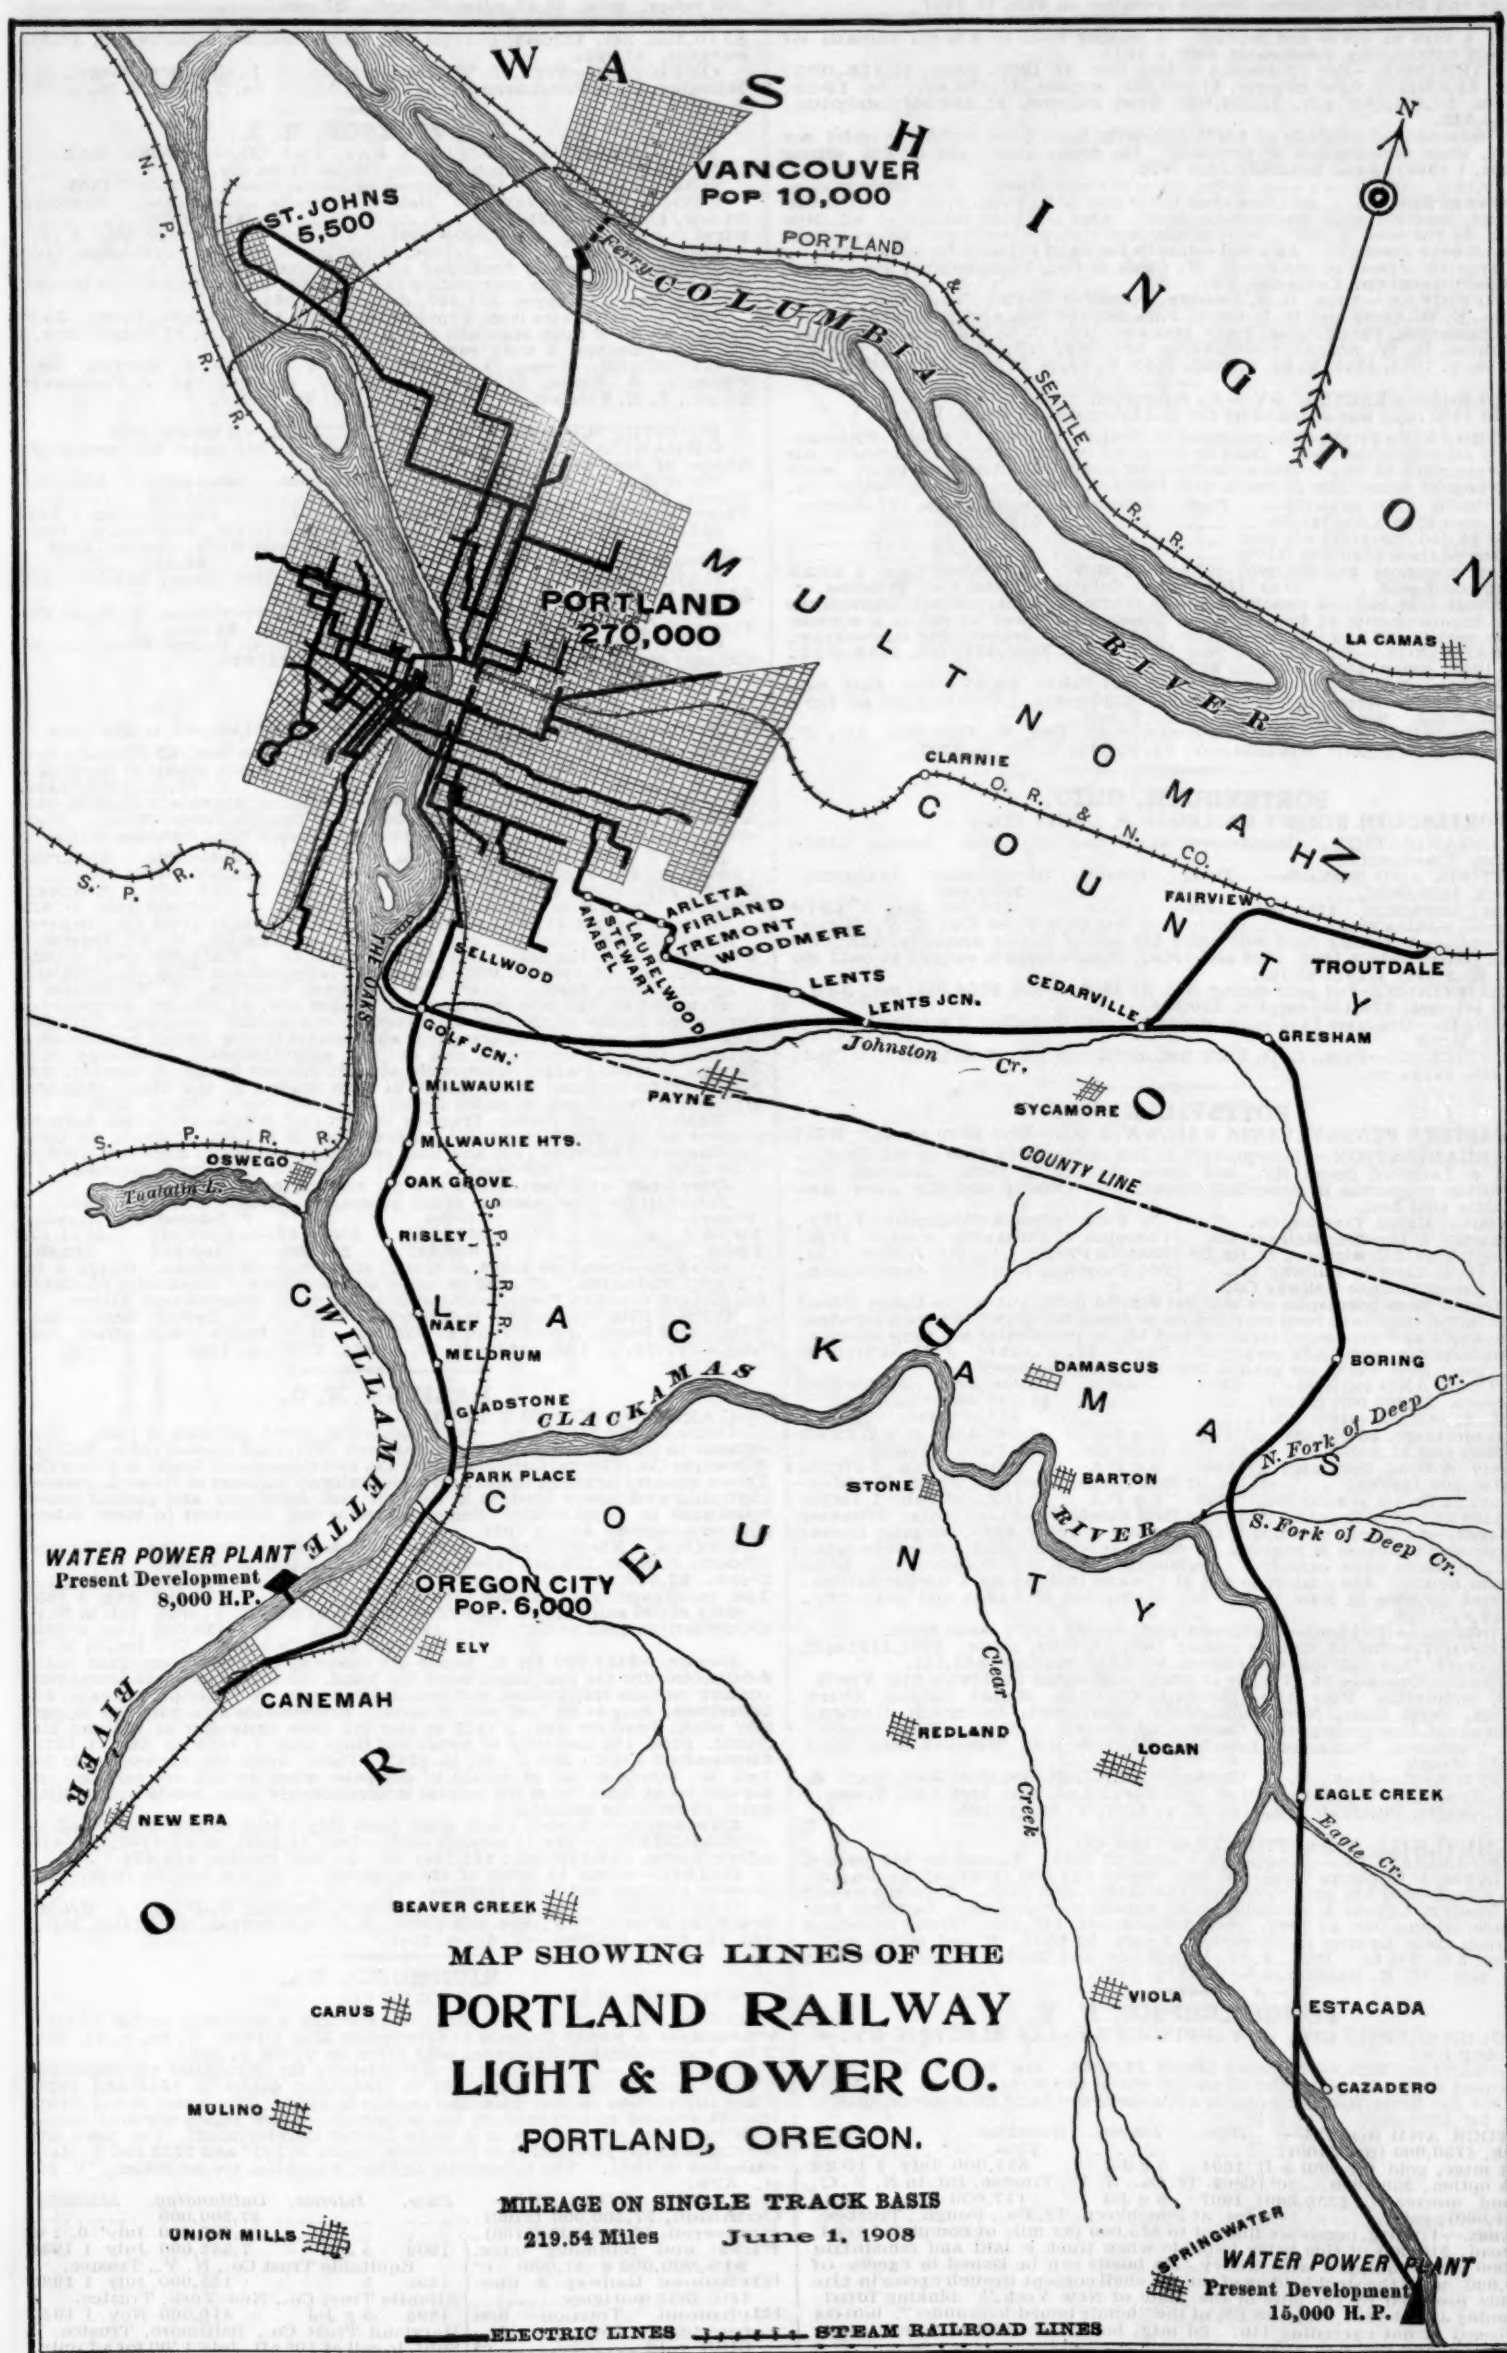 WASHINGTON
N
VANCOUVER
POP 10,000
ST. JOHNS
5,500
N. P. R. R.
PORTLAND & SEATTLE R. R.
Ferry
COLUMBIA RIVER
PORTLAND
270,000
MULTNOMAH
COUNTY
LA CAMAS
CLARNIE
O. R. & N. CO.
FAIRVIEW
TROUTDALE
S. P. R. R.
THE OAKS
SELLWOOD
ANABEL
STEWART
LAURELWOOD
ARLETA
FIRLAND
TREMONT
WOODMERE
LENTS
LENTS JCN.
CEDARVILLE
GRESHAM
GOLF JCN.
Johnston Cr.
MILWAUKIE
PAYNE
SYCAMORE
MILWAUKIE HTS.
S. P. R. R.
OSWEGO
Tualatin L.
OAK GROVE
COUNTY LINE
S. P. R. R.
RISLEY
NAEF
MELDRUM
GLADSTONE
CLACKAMAS
COUNTY
OREGON
WILLAMETTE
RIVER
CLACKAMAS
RIVER
DAMASCUS
BORING
N. Fork of Deep Cr.
S. Fork of Deep Cr.
STONE
BARTON
PARK PLACE
WATER POWER PLANT
Present Development
8,000 H.P.
OREGON CITY
POP. 6,000
ELY
CANEMAH
Clear Creek
REDLAND
LOGAN
NEW ERA
EAGLE CREEK
Eagle Cr.
BEAVER CREEK
CARUS
VIOLA
ESTACADA
CAZADERO
MULINO
UNION MILLS
MAP SHOWING LINES OF THE
PORTLAND RAILWAY
LIGHT & POWER CO.
PORTLAND, OREGON.
MILEAGE ON SINGLE TRACK BASIS
219.54 Miles June 1, 1908
SPRINGWATER
WATER POWER PLANT
Present Development
15,000 H. P.
ELECTRIC LINES STEAM RAILROAD LINES